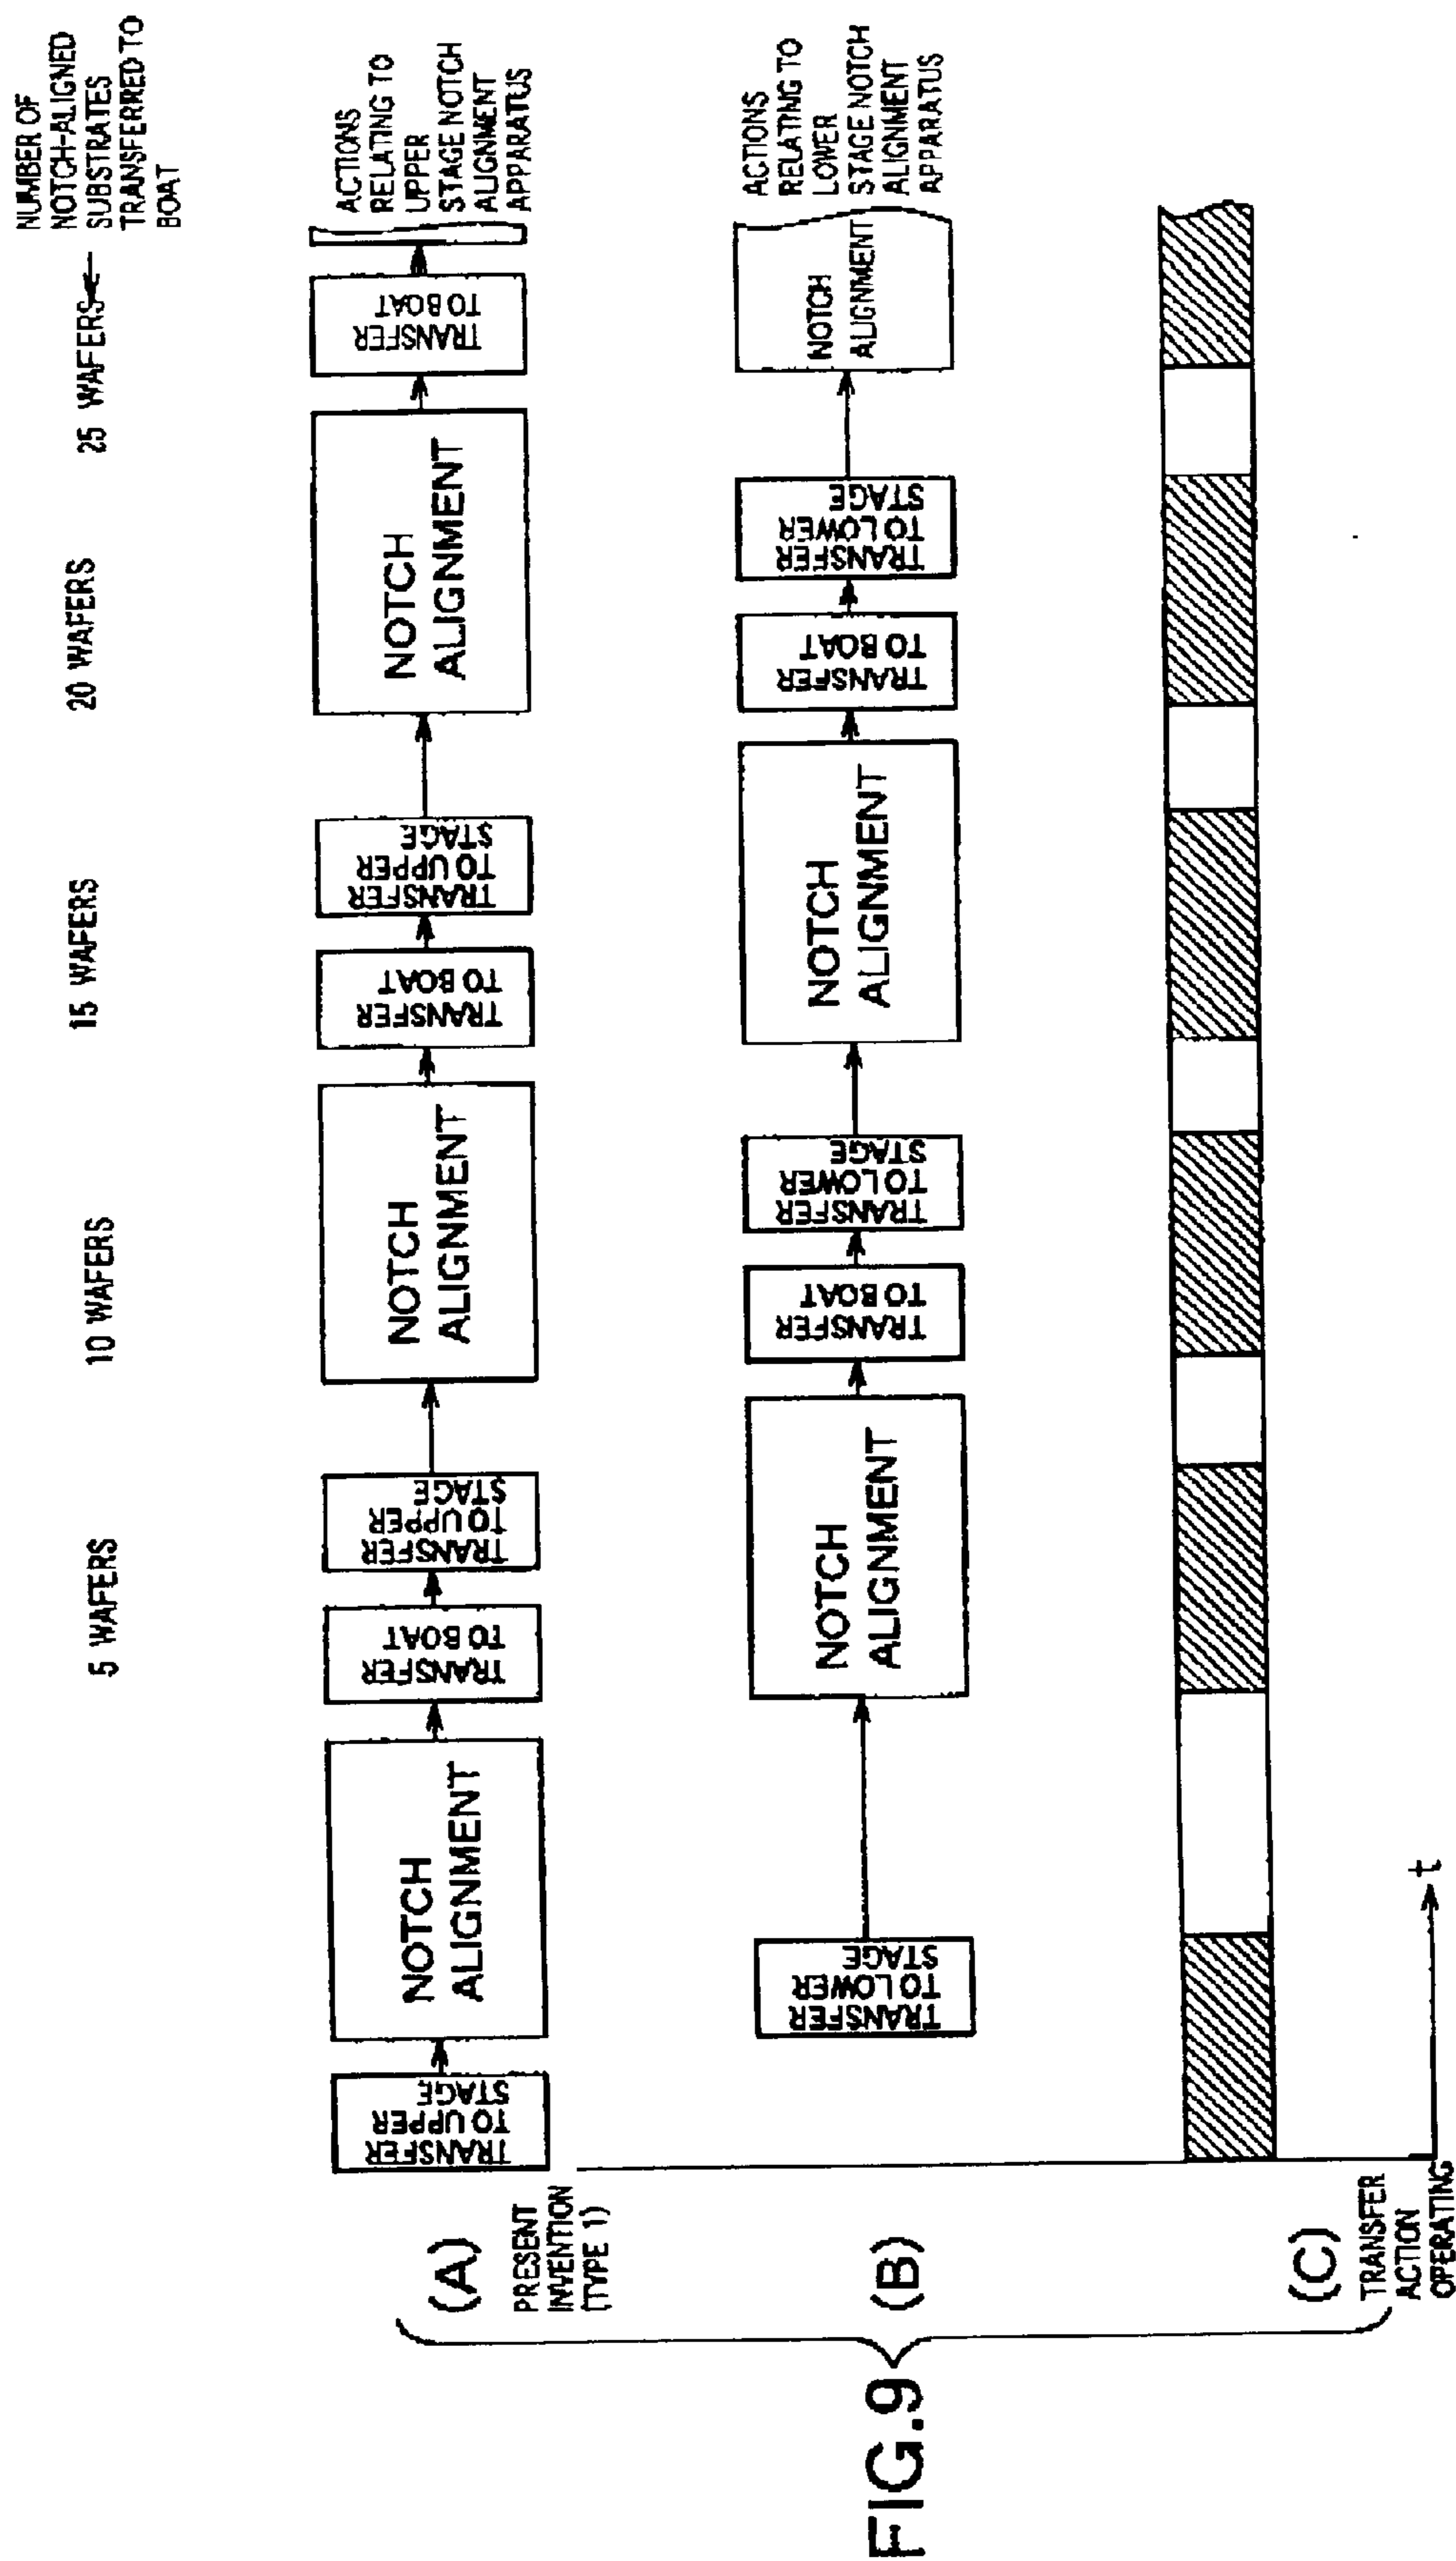 FIG.9
NUMBER OF
NOTCH-ALIGNED
SUBSTRATES
TRANSFERRED TO
BOAT
5 WAFERS
10 WAFERS
15 WAFERS
20 WAFERS
25 WAFERS
(A)
PRESENT
INVENTION
(TYPE 1)
TRANSFER
TO UPPER
STAGE
NOTCH
ALIGNMENT
TRANSFER
TO BOAT
TRANSFER
TO UPPER
STAGE
NOTCH
ALIGNMENT
TRANSFER
TO BOAT
TRANSFER
TO UPPER
STAGE
NOTCH
ALIGNMENT
TRANSFER
TO BOAT
ACTIONS
RELATING TO
UPPER
STAGE NOTCH
ALIGNMENT
APPARATUS
(B)
TRANSFER
TO LOWER
STAGE
NOTCH
ALIGNMENT
TRANSFER
TO BOAT
TRANSFER
TO LOWER
STAGE
NOTCH
ALIGNMENT
TRANSFER
TO BOAT
TRANSFER
TO LOWER
STAGE
NOTCH
ALIGNMENT
ACTIONS
RELATING TO
LOWER
STAGE NOTCH
ALIGNMENT
APPARATUS
(C)
TRANSFER
ACTION
OPERATING
t